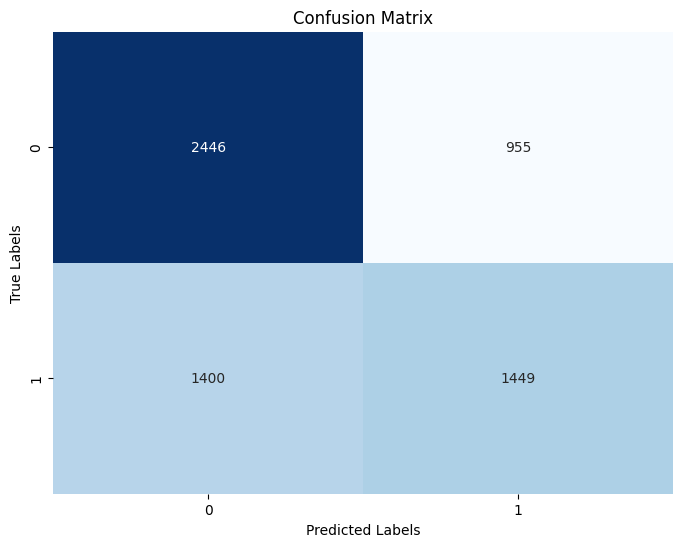 Confusion Matrix
True Labels
0
2446
955
1
1400
1449
0
1
Predicted Labels